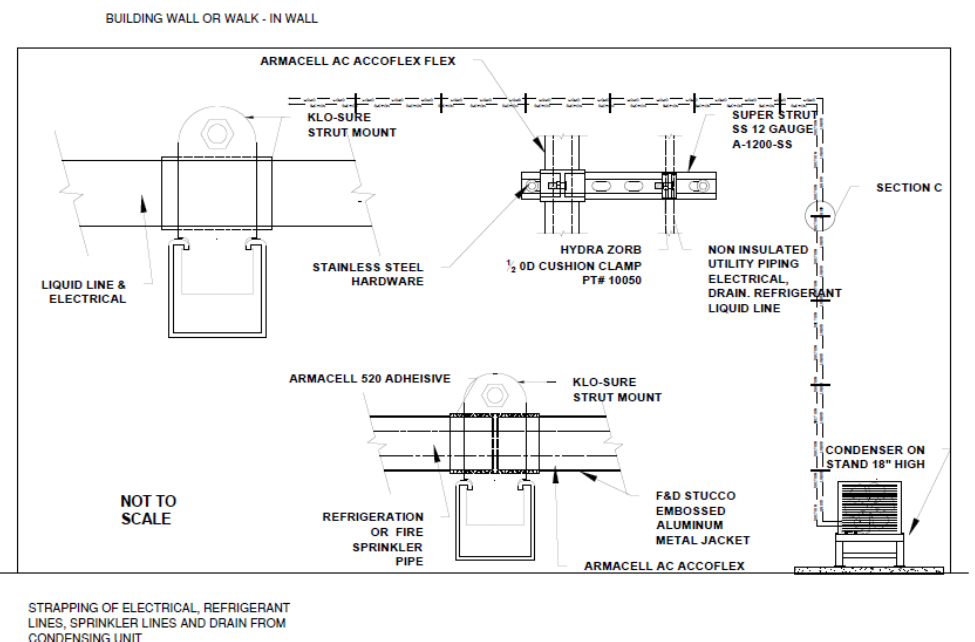 BUILDING WALL OR WALK - IN WALL
ARMACELL AC ACCOFLEX FLEX
KLO-SURE
STRUT MOUNT
SUPER STRUT
SS 12 GAUGE
A-1200-SS
SECTION C
LIQUID LINE &
ELECTRICAL
STAINLESS STEEL
HARDWARE
HYDRA ZORB
1/2 0D CUSHION CLAMP
PT# 10050
NON INSULATED
UTILITY PIPING
ELECTRICAL,
DRAIN. REFRIGERANT
LIQUID LINE
ARMACELL 520 ADHEISIVE
KLO-SURE
STRUT MOUNT
CONDENSER ON
STAND 18" HIGH
NOT TO
SCALE
REFRIGERATION
OR FIRE
SPRINKLER
PIPE
F&D STUCCO
EMBOSSED
ALUMINUM
METAL JACKET
ARMACELL AC ACCOFLEX
STRAPPING OF ELECTRICAL, REFRIGERANT
LINES, SPRINKLER LINES AND DRAIN FROM
CONDENSING UNIT